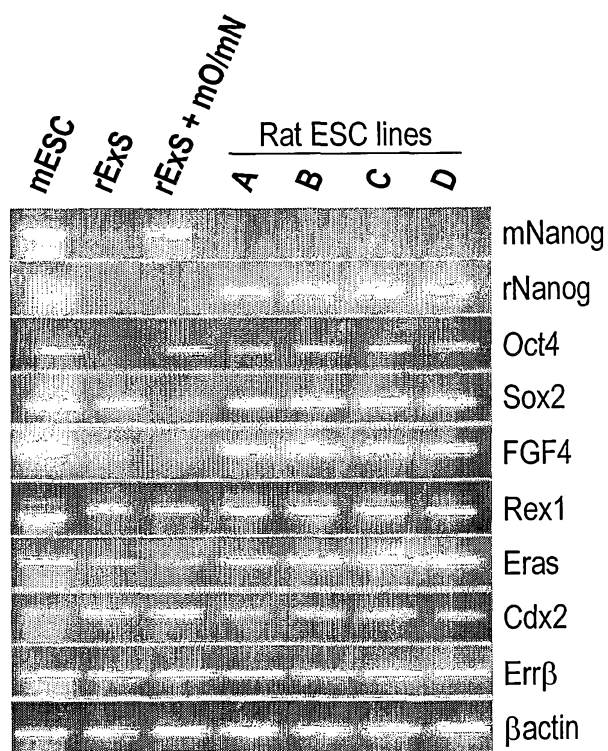 mESC
rExS
rExS + mO/mN
Rat ESC lines
A
B
C
D
mNanog
rNanog
Oct4
Sox2
FGF4
Rex1
Eras
Cdx2
Errβ
βactin